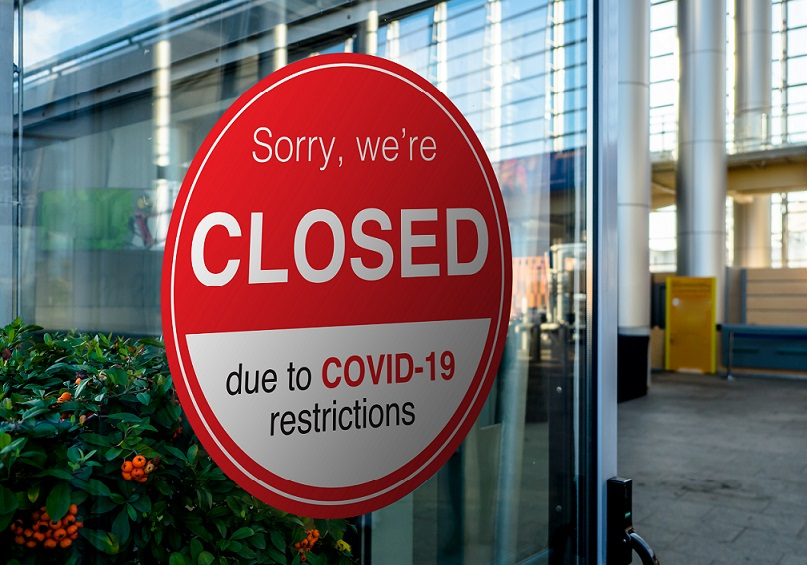 Sorry, we're
CLOSED
due to COVID-19
restrictions